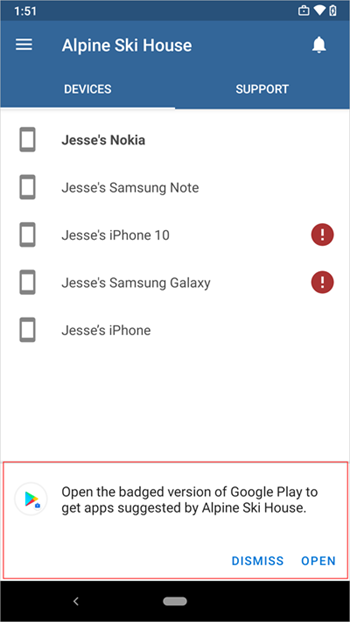 1:51
Alpine Ski House
DEVICES
SUPPORT
Jesse's Nokia
Jesse's Samsung Note
Jesse's iPhone 10
Jesse's Samsung Galaxy
Jesse's iPhone
Open the badged version of Google Play to
get apps suggested by Alpine Ski House.
DISMISS
OPEN